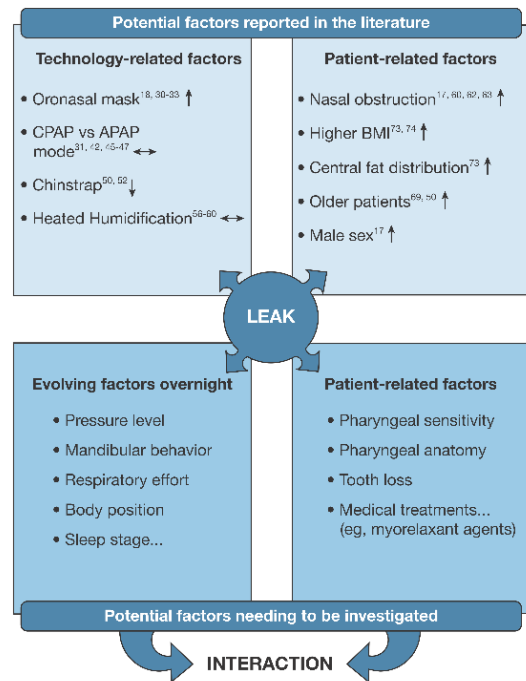 Potential factors reported in the literature
Technology-related factors
• Oronasal mask18, 30-33 ↑
• CPAP vs APAP
mode31, 42, 45-47 ↔
• Chinstrap50, 52 ↓
• Heated Humidification56-60 ↔
Patient-related factors
• Nasal obstruction17, 60, 62, 63 ↑
• Higher BMI73, 74 ↑
• Central fat distribution73 ↑
• Older patients69, 50 ↑
• Male sex17 ↑
LEAK
Evolving factors overnight
• Pressure level
• Mandibular behavior
• Respiratory effort
• Body position
• Sleep stage...
Patient-related factors
• Pharyngeal sensitivity
• Pharyngeal anatomy
• Tooth loss
• Medical treatments...
(eg, myorelaxant agents)
Potential factors needing to be investigated
INTERACTION